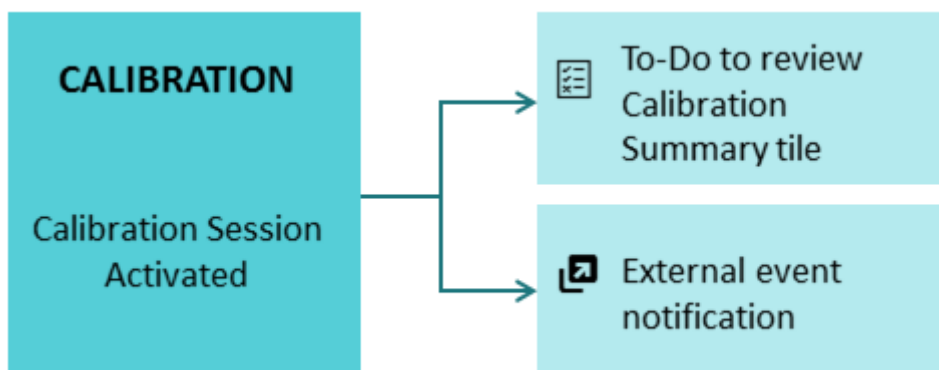 CALIBRATION
Calibration Session
Activated
To-Do to review
Calibration
Summary tile
External event
notification